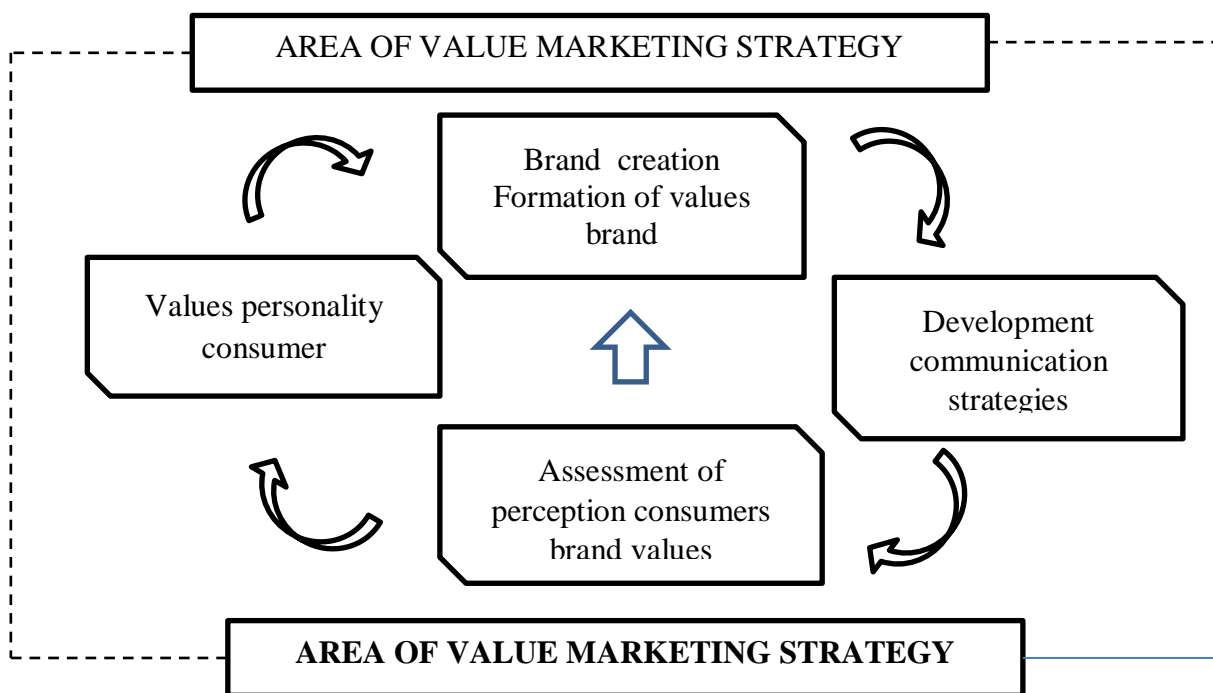 AREA OF VALUE MARKETING STRATEGY
Brand creation
Formation of values
brand
Values personality
consumer
Development
communication
strategies
Assessment of
perception consumers
brand values
AREA OF VALUE MARKETING STRATEGY